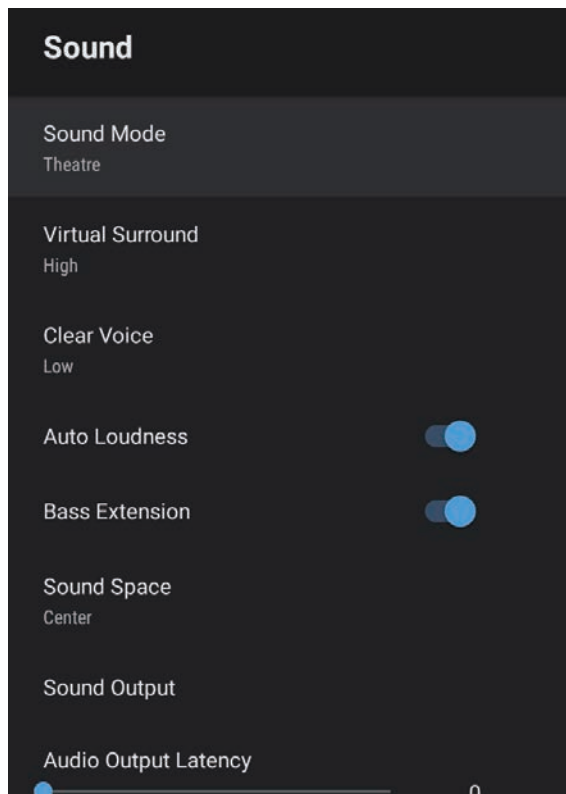 Sound
Sound Mode
Theatre
Virtual Surround
High
Clear Voice
Low
Auto Loudness
Bass Extension
Sound Space
Center
Sound Output
Audio Output Latency
0